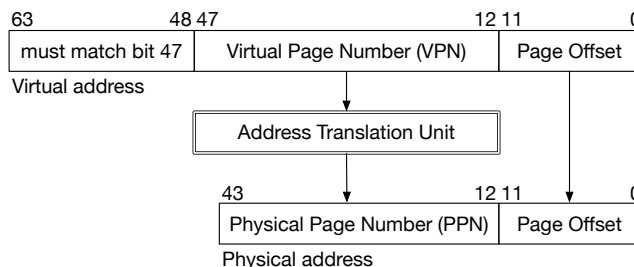 63 48 47 12 11 0
must match bit 47 Virtual Page Number (VPN) Page Offset
Virtual address
Address Translation Unit
43 12 11 0
Physical Page Number (PPN) Page Offset
Physical address